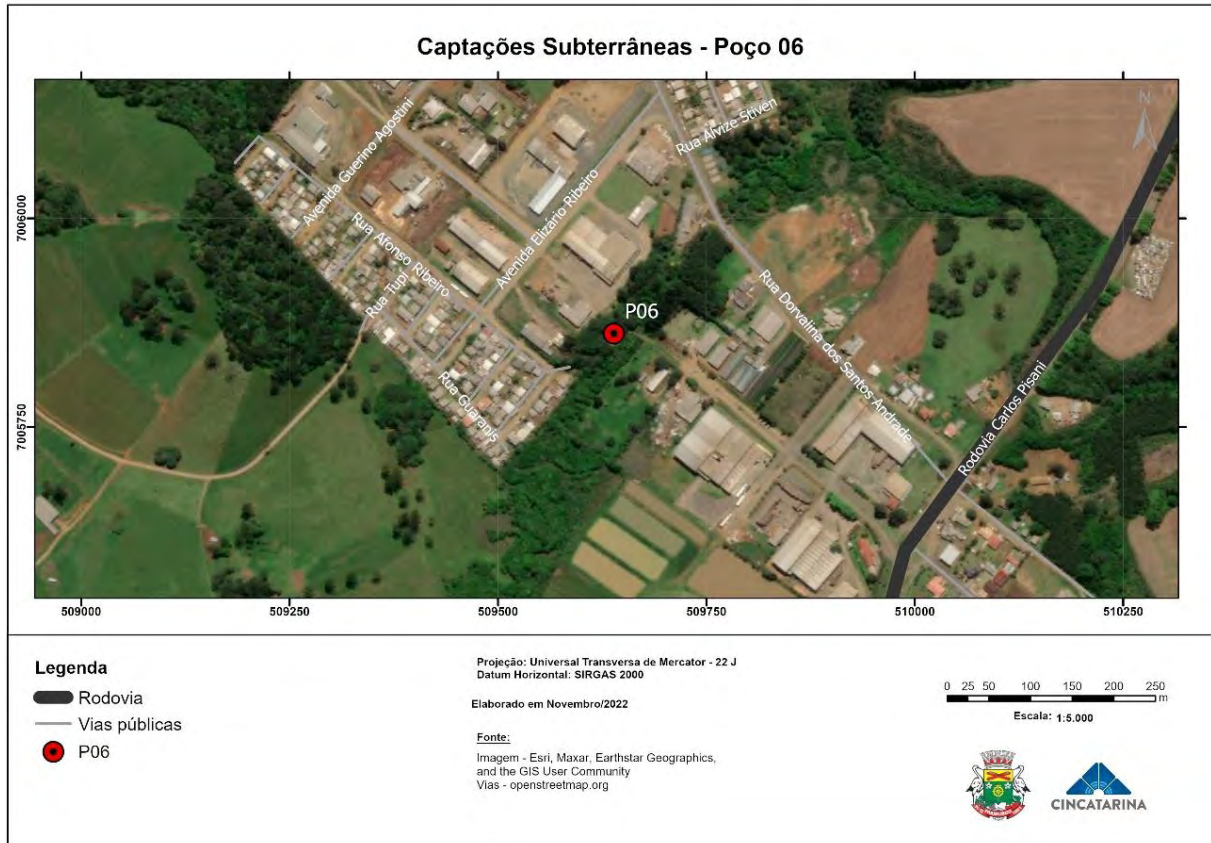 Captações Subterrâneas - Poço 06
N
Rua Alvize Stiven
Avenida Guerino Agostini
Avenida Elizário Ribeiro
Rua Afonso Ribeiro
Rua Tupi
Rua Guaranis
P06
Rua Dorvalina dos Santos Andrade
Rodovia Carlos Pisani
7006000
7005750
509000
509250
509500
509750
510000
510250
Legenda
Rodovia
Vias públicas
P06
Projeção: Universal Transversa de Mercator - 22 J
Datum Horizontal: SIRGAS 2000
Elaborado em Novembro/2022
Fonte:
Imagem - Esri, Maxar, Earthstar Geographics,
and the GIS User Community
Vias - openstreetmap.org
0 25 50 100 150 200 250
m
Escala: 1:5.000
CINCATARINA